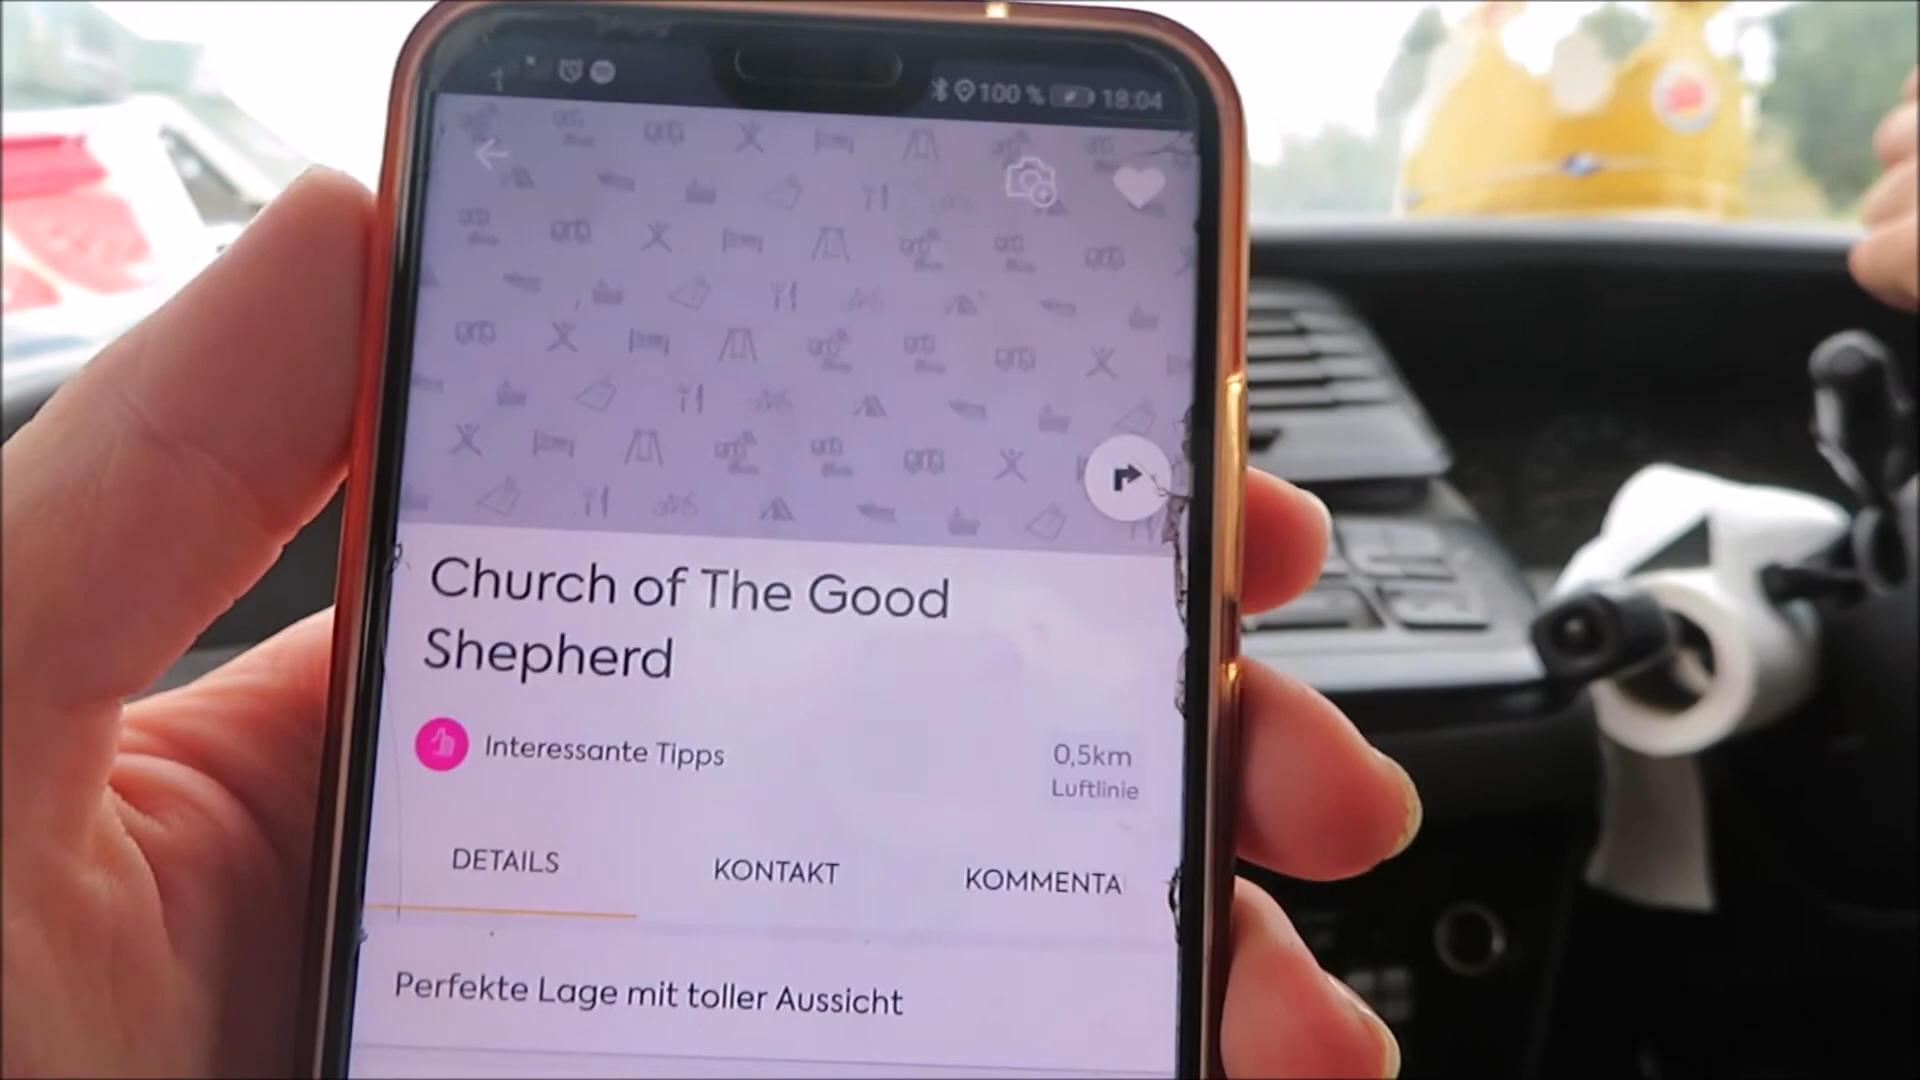 100 % 18:04
Church of The Good
Shepherd
Interessante Tipps
0,5km
Luftlinie
DETAILS KONTAKT KOMMENTA
Perfekte Lage mit toller Aussicht